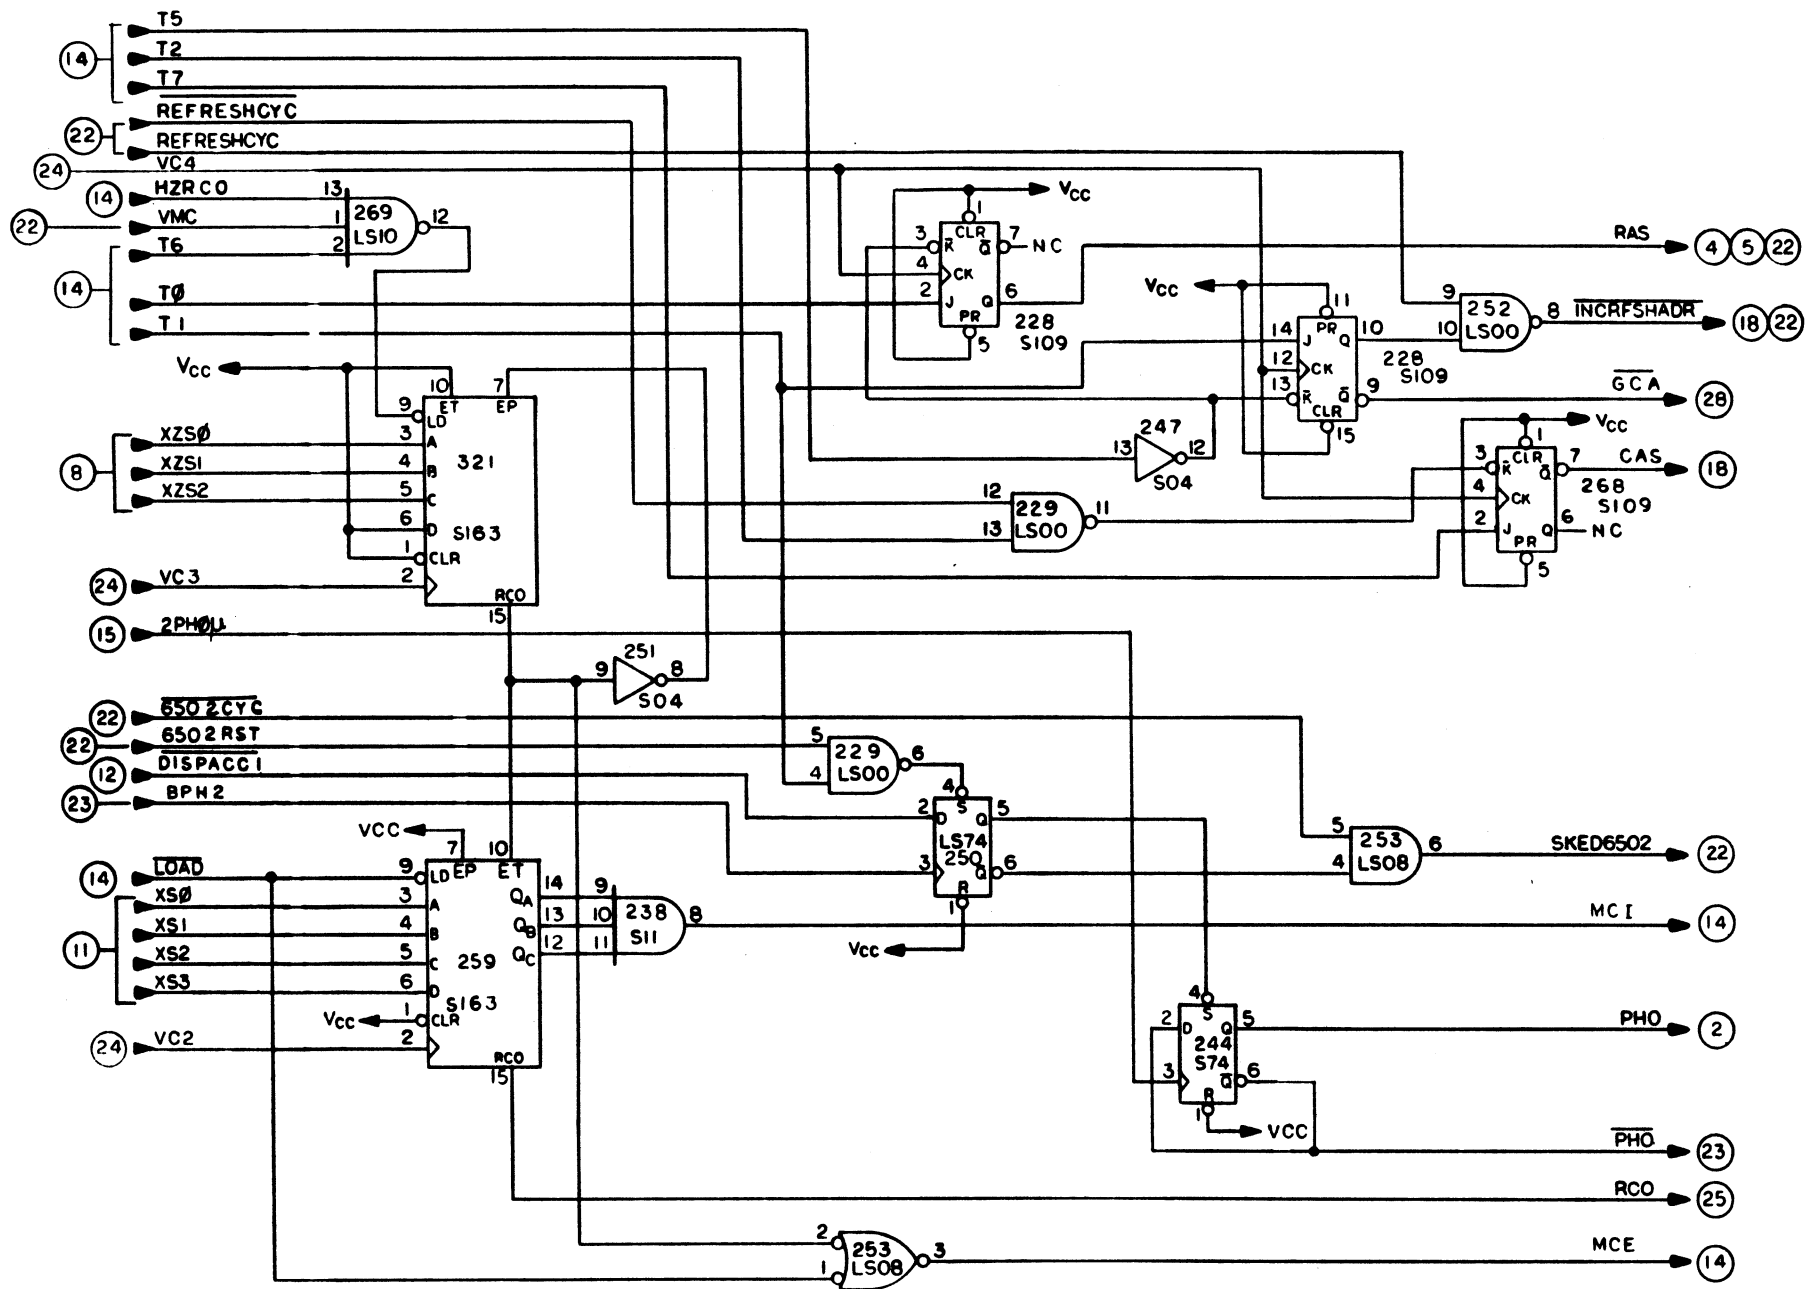 T5
14 T2
T7
REFRESHCYC
22 REFRESHCYC
24 VC4
14 HZRCO 13
22 VMC 1 269 LS10 12
T6 2
14 TØ
T1
VCC
1
3 K CLR Q 7 NC
4 CK
2 J Q 6
PR
5
228
S109
RAS 4 5 22
VCC
11
PR
14 J Q 10
12 CK
13 K Q 9
CLR
15
228
S109
9
10 252 LS00 8 INCRFSHADR 18 22
GCA 28
VCC
10 7
ET EP
9 LD
8 XZSØ 3 A
XZS1 4 B 321
XZS2 5 C
6 D S163
1 CLR
24 VC3 2
RCO
15
247
13 12
S04
12
13 229 LS00 11
VCC
1
3 K CLR Q 7 CAS 18
4 CK
2 J Q 6 NC
PR
5
268
S109
15 2PHØµ
251
9 8
S04
22 6502CYC
22 6502RST 5
12 DISPACC1 4 229 LS00 6
23 BPH2
4
S
2 D Q 5
LS74
250
3 Q 6
R
1
VCC
5
4 253 LS08 6 SKED6502 22
VCC
7 10
EP ET
14 LOAD 9 LD
XSØ 3 A QA 14 9
11 XS1 4 B QB 13 10 238 S11 8 MCI 14
XS2 5 C 259 QC 12 11
XS3 6 D
S163
VCC 1 CLR
24 VC2 2
RCO
15
4
S
2 D Q 5 PHO 2
244
S74
3 Q 6
R
1
VCC
PHO 23
RCO 25
2
1 253 LS08 3 MCE 14